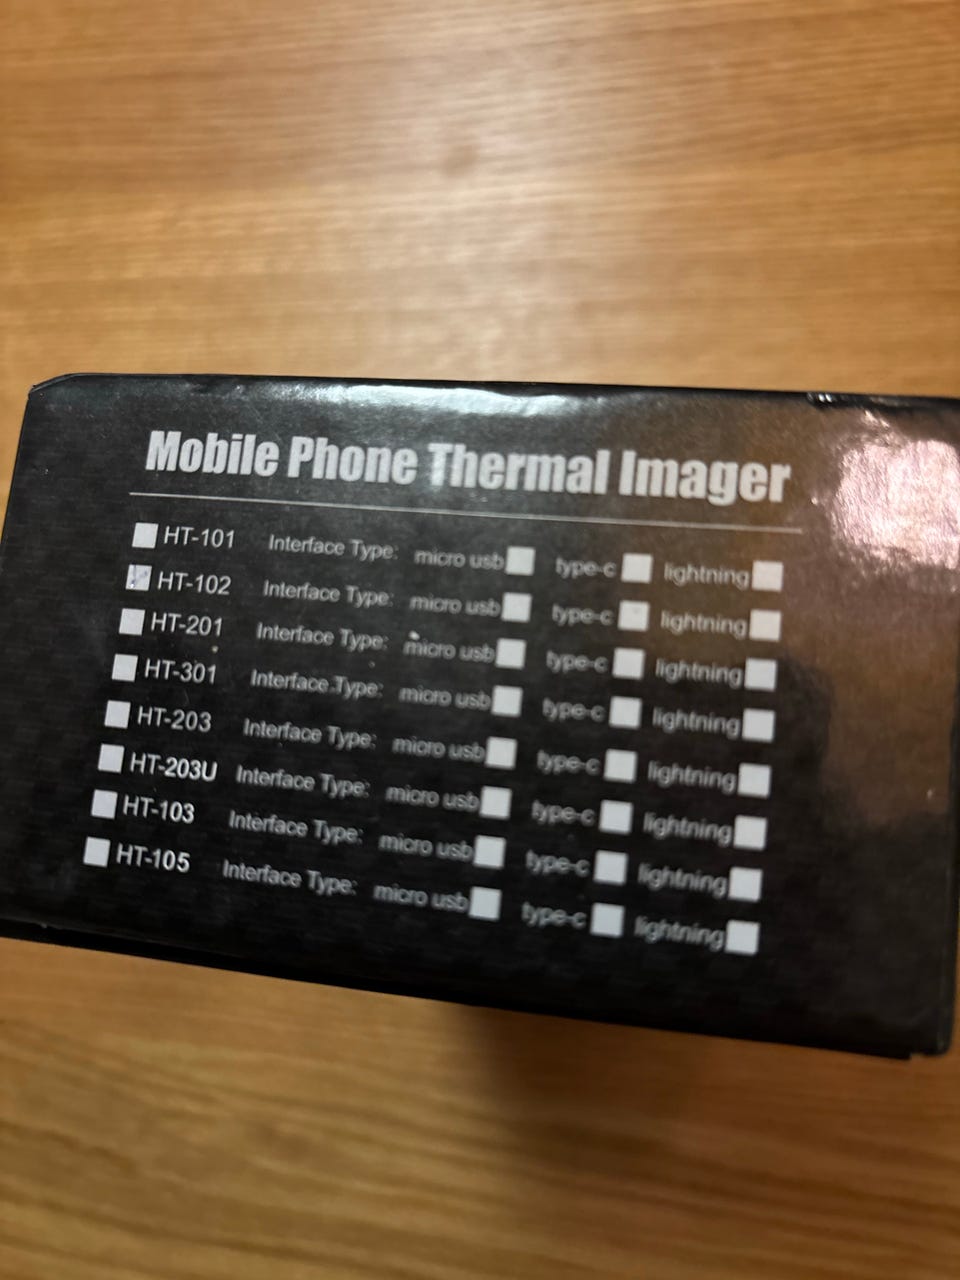 Mobile Phone Thermal Imager
HT-101 Interface Type: micro usb type-c lightning
HT-102 Interface Type: micro usb type-c lightning
HT-201 Interface Type: micro usb type-c lightning
HT-301 Interface Type: micro usb type-c lightning
HT-203 Interface Type: micro usb type-c lightning
HT-203U Interface Type: micro usb type-c lightning
HT-103 Interface Type: micro usb type-c lightning
HT-105 Interface Type: micro usb type-c lightning